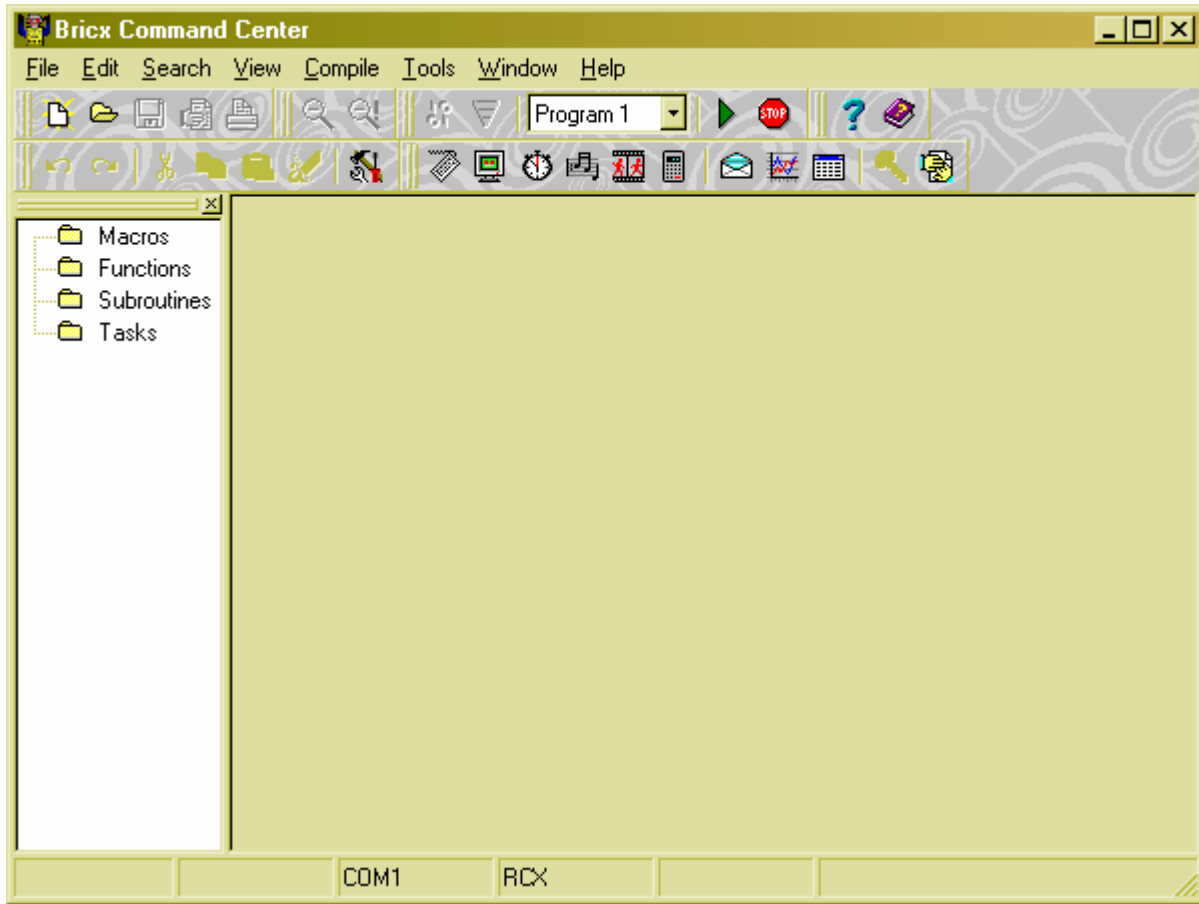 Bricx Command Center
File Edit Search View Compile Tools Window Help
Program 1
STOP
Macros
Functions
Subroutines
Tasks
COM1 RCX